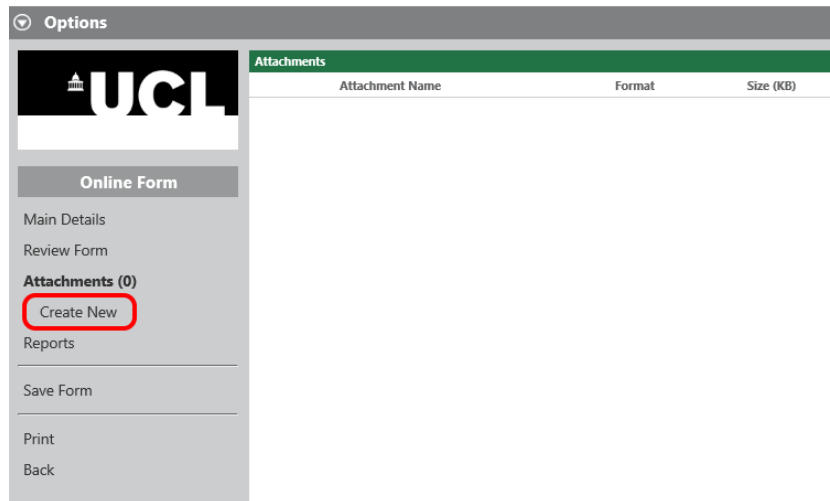 Options
UCL
Attachments
Attachment Name Format Size (KB)
Online Form
Main Details
Review Form
Attachments (0)
Create New
Reports
Save Form
Print
Back